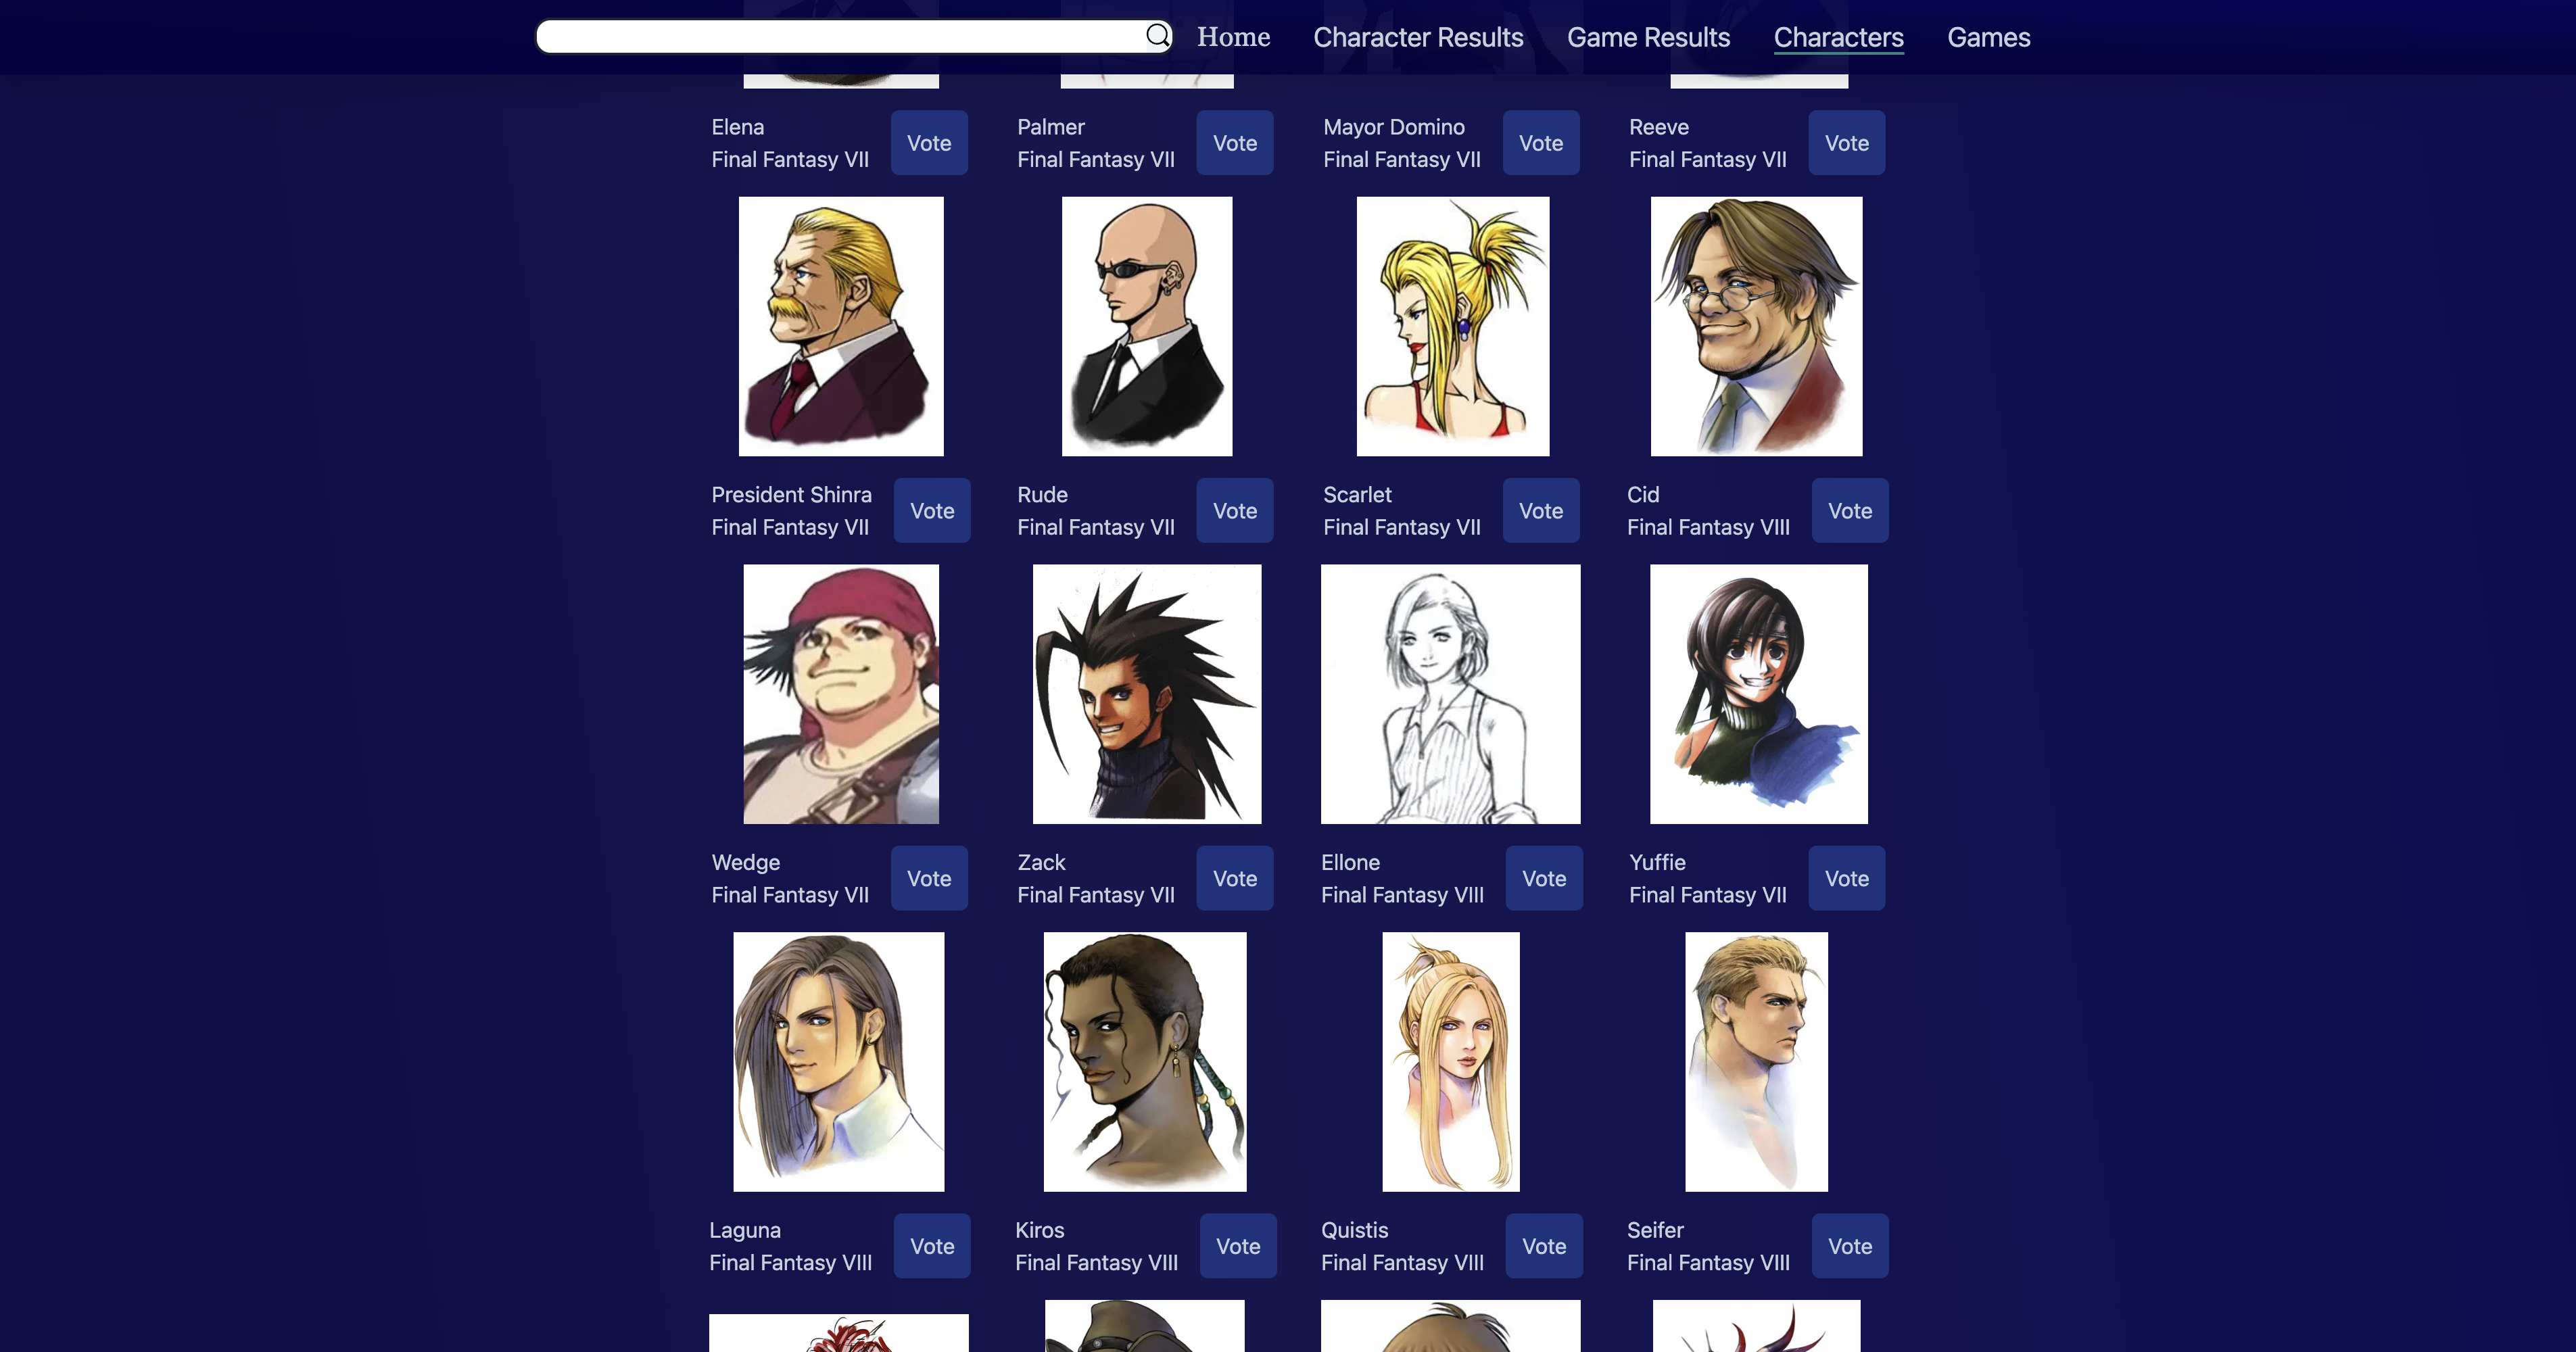 Home Character Results Game Results Characters Games
Elena
Final Fantasy VII
Vote
Palmer
Final Fantasy VII
Vote
Mayor Domino
Final Fantasy VII
Vote
Reeve
Final Fantasy VII
Vote
President Shinra
Final Fantasy VII
Vote
Rude
Final Fantasy VII
Vote
Scarlet
Final Fantasy VII
Vote
Cid
Final Fantasy VIII
Vote
Wedge
Final Fantasy VII
Vote
Zack
Final Fantasy VII
Vote
Ellone
Final Fantasy VIII
Vote
Yuffie
Final Fantasy VII
Vote
Laguna
Final Fantasy VIII
Vote
Kiros
Final Fantasy VIII
Vote
Quistis
Final Fantasy VIII
Vote
Seifer
Final Fantasy VIII
Vote